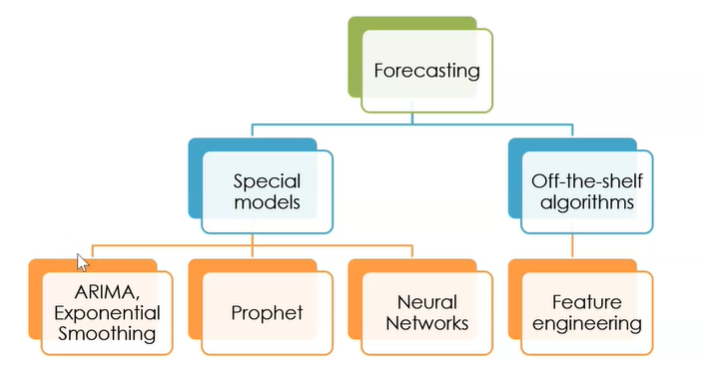 Forecasting
Special
models
Off-the-shelf
algorithms
ARIMA,
Exponential
Smoothing
Prophet
Neural
Networks
Feature
engineering